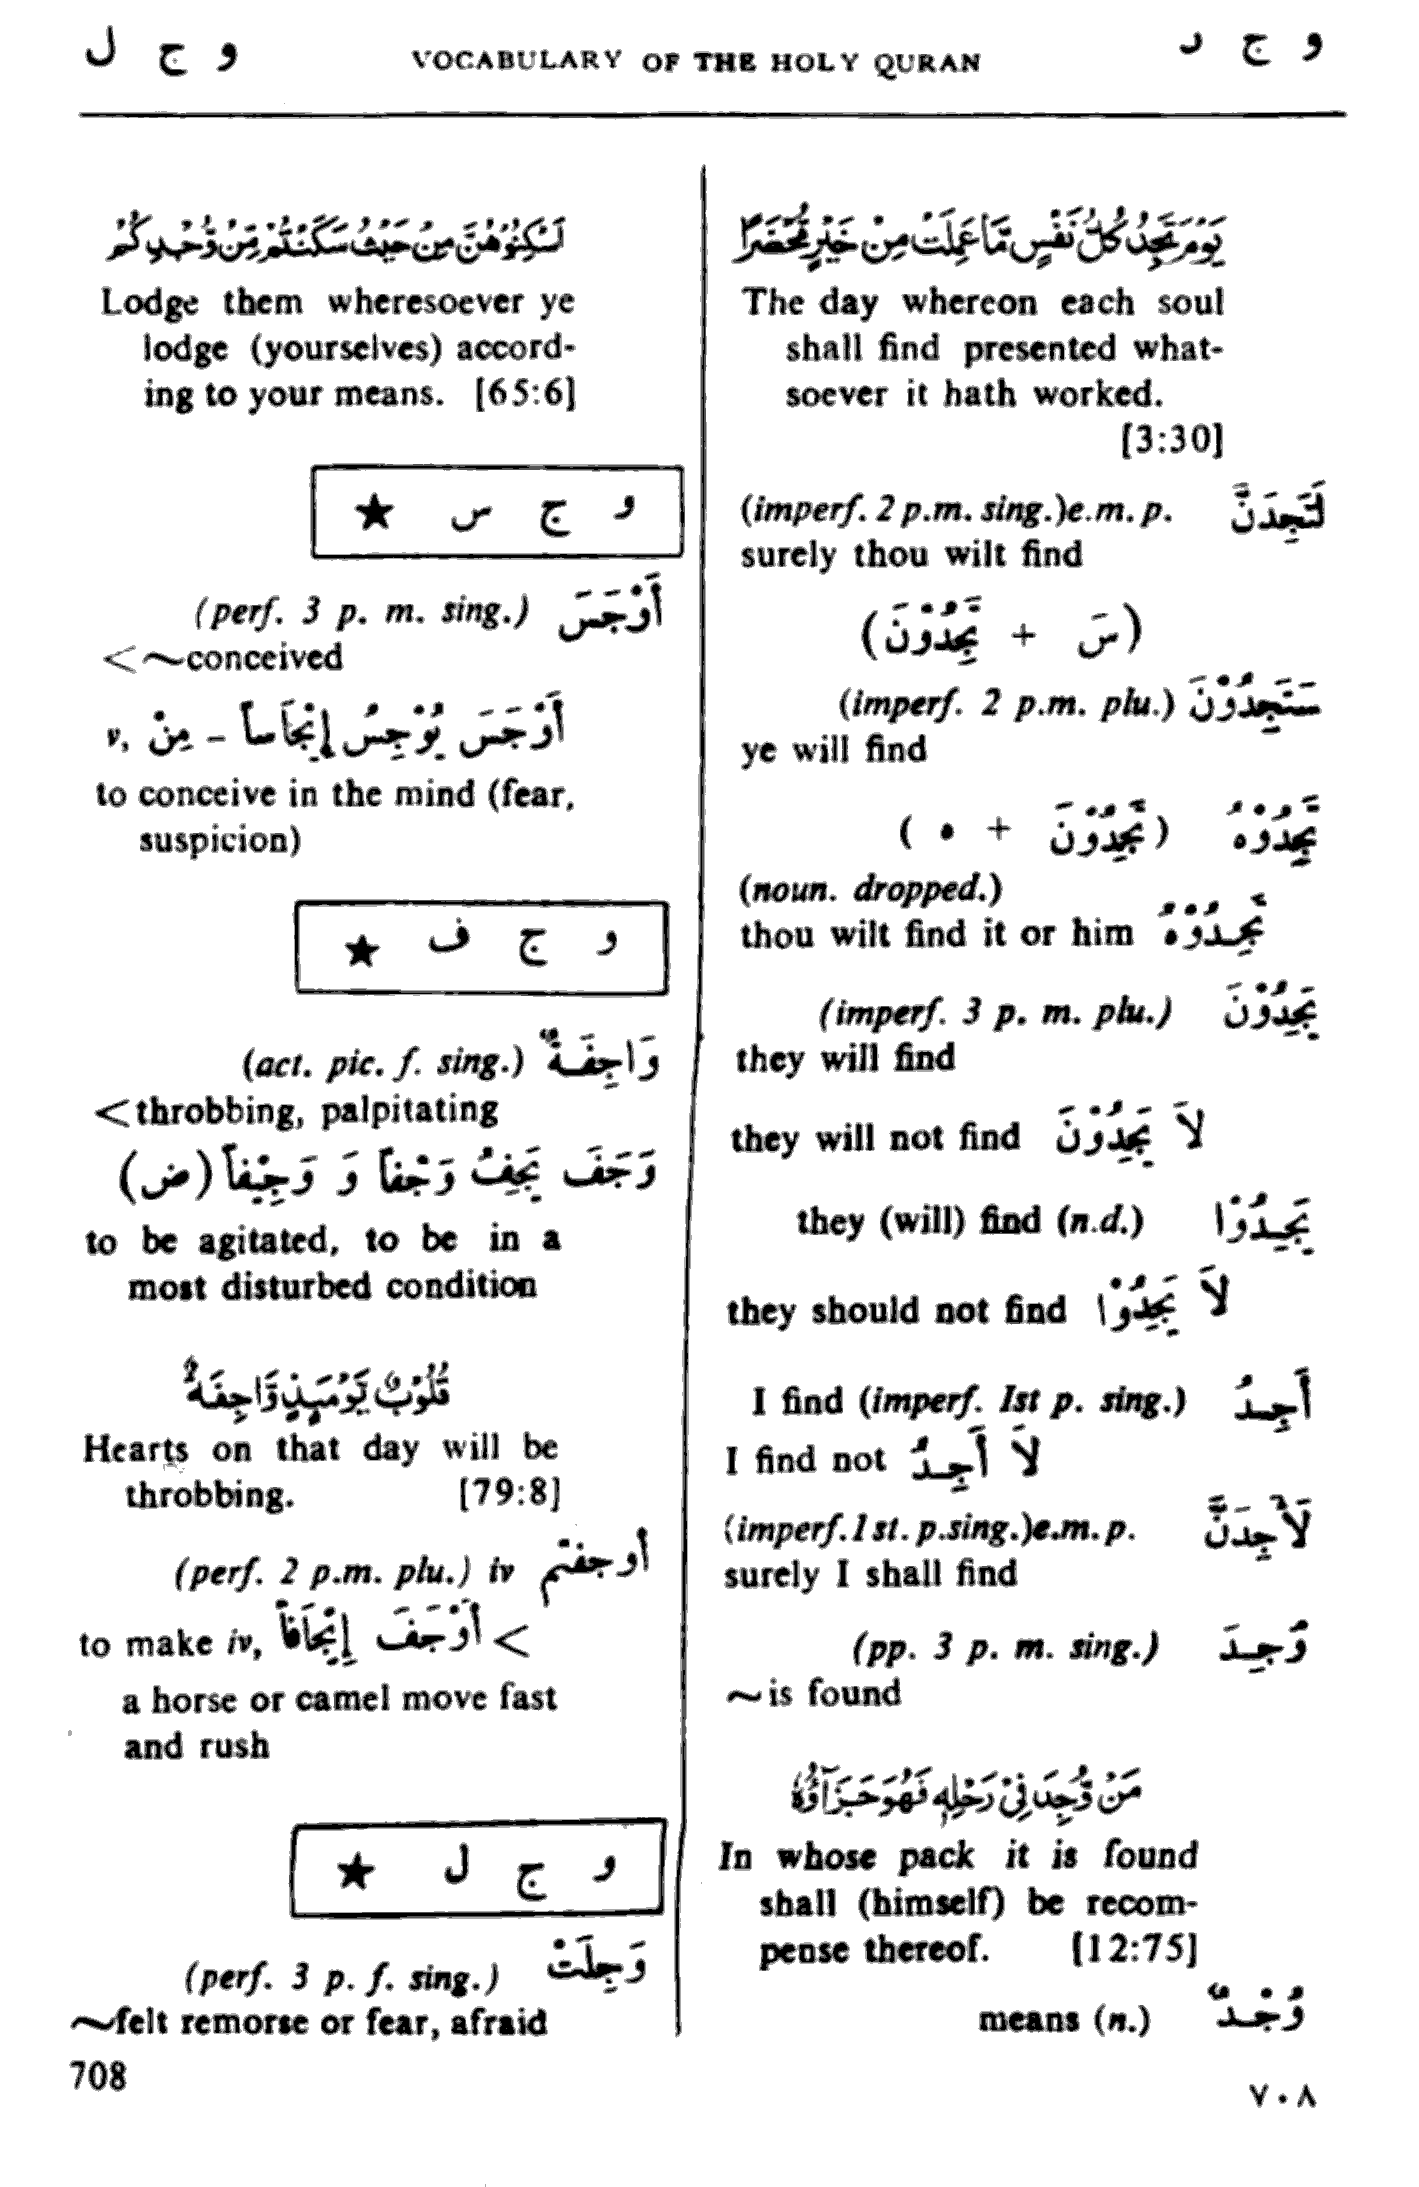 و ج د
VOCABULARY OF THE HOLY QURAN
و ج ل
يَوْمَ تَجِدُ كُلُّ نَفْسٍ مَّا عَمِلَتْ مِنْ خَيْرٍ مُّحْضَرًا
The day whereon each soul
shall find presented what-
soever it hath worked.
[3:30]
(imperf. 2 p.m. sing.)e.m.p. لَتَجِدَنَّ
surely thou wilt find
(سَ + تَجِدُوْنَ)
(imperf. 2 p.m. plu.) سَتَجِدُوْنَ
ye will find
تَجِدُوْهُ (تَجِدُوْنَ + ه )
(noun. dropped.)
thou wilt find it or him تَجِدُوْهُ
(imperf. 3 p. m. plu.) يَجِدُوْنَ
they will find
they will not find لَا يَجِدُوْنَ
they (will) find (n.d.) يَجِدُوْا
they should not find لَا يَجِدُوْا
I find (imperf. Ist p. sing.) أَجِدُ
I find not لَا أَجِدُ
(imperf.1st. p.sing.)e.m.p. لَأَجِدَنَّ
surely I shall find
(pp. 3 p. m. sing.) وُجِدَ
~is found
مَنْ وُّجِدَ فِيْ رَحْلِهٖ فَهُوَ جَزَآؤُهٗ
In whose pack it is found
shall (himself) be recom-
pense thereof. [12:75]
means (n.) وُجْدٌ
٧٠٨
اَسْكِنُوْهُنَّ مِنْ حَيْثُ سَكَنْتُمْ مِّنْ وُّجْدِكُمْ
Lodge them wheresoever ye
lodge (yourselves) accord-
ing to your means. [65:6]
و ج س ★
(perf. 3 p. m. sing.) أَوْجَسَ
<~conceived
أَوْجَسَ يُوْجِسُ إِيْجَاساً - مِنْ v,
to conceive in the mind (fear,
suspicion)
و ج ف ★
(act. pic. f. sing.) وَاجِفَةٌ
<throbbing, palpitating
وَجَفَ يَجِفُ وَجْفاً وَ وَجِيْفاً (ض)
to be agitated, to be in a
most disturbed condition
قُلُوْبٌ يَّوْمَئِذٍ وَّاجِفَةٌ
Hearts on that day will be
throbbing. [79:8]
(perf. 2 p.m. plu.) iv أوجفتم
to make iv, أَوْجَفَ إِيْجَافاً <
a horse or camel move fast
and rush
و ج ل ★
(perf. 3 p. f. sing.) وَجِلَتْ
~felt remorse or fear, afraid
708